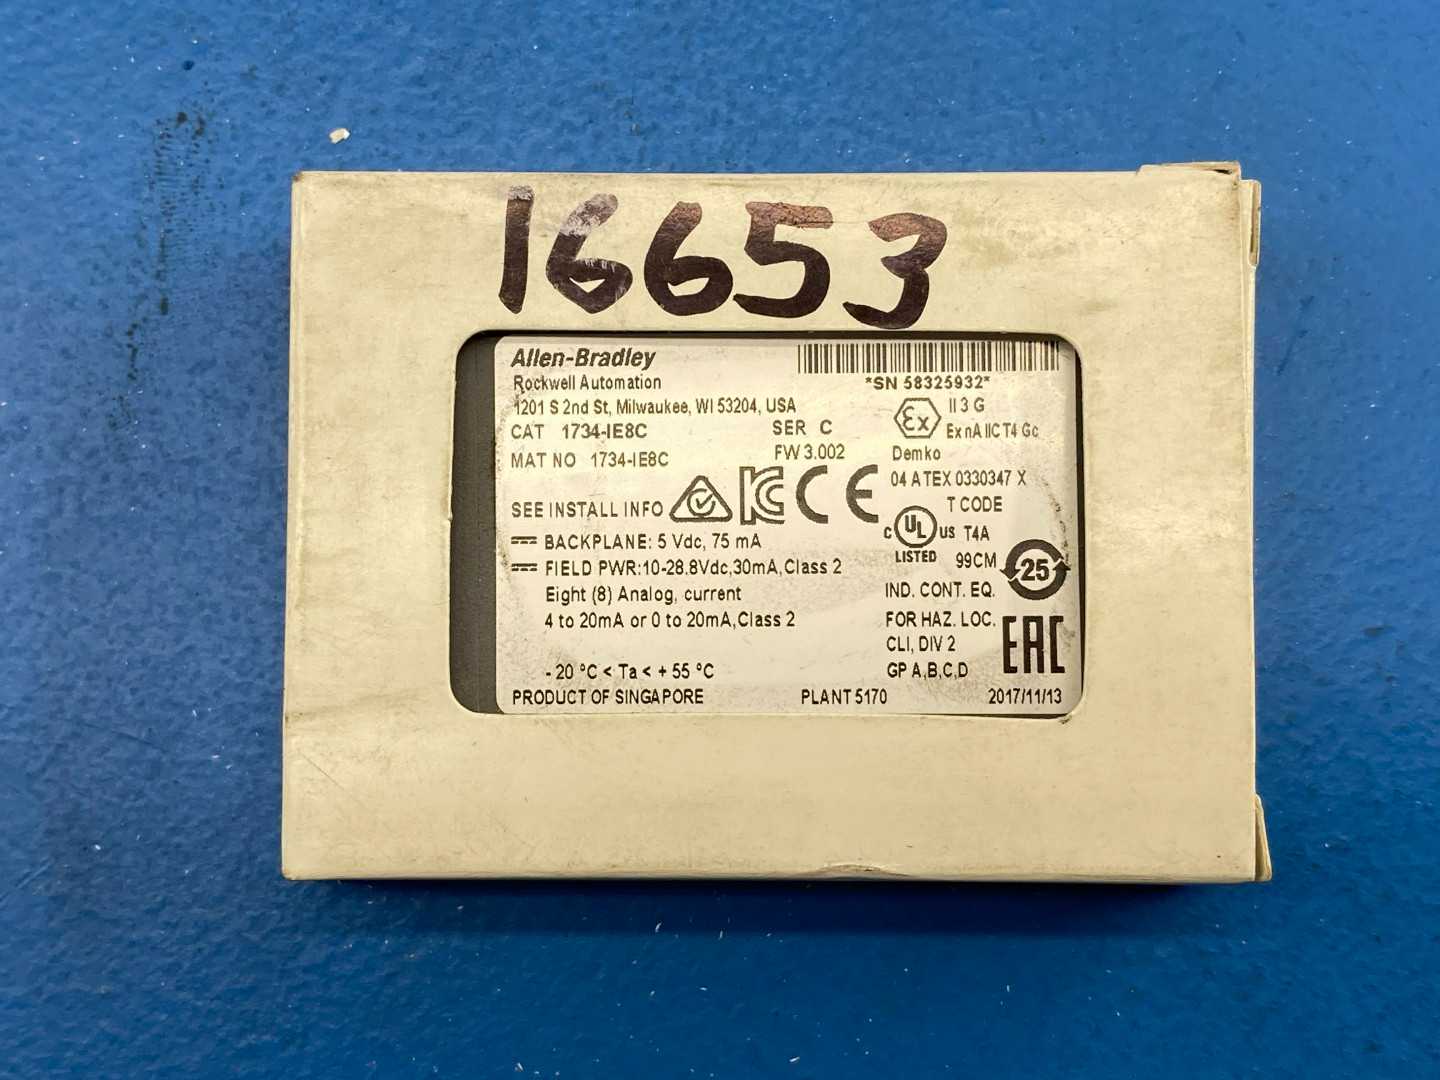 16653
Allen-Bradley
*SN 58325932*
Rockwell Automation
1201 S 2nd St, Milwaukee, WI 53204, USA
CAT 1734-IE8C SER C
MAT NO 1734-IE8C FW 3.002
Ex II 3 G
Ex nA IIC T4 Gc
Demko
04 ATEX 0330347 X
SEE INSTALL INFO KC CE
T CODE
C UL US T4A
LISTED 99CM
25
BACKPLANE: 5 Vdc, 75 mA
FIELD PWR:10-28.8Vdc,30mA,Class 2
Eight (8) Analog, current
4 to 20mA or 0 to 20mA,Class 2
IND. CONT. EQ.
FOR HAZ. LOC.
CLI, DIV 2
GP A,B,C,D
EAC
- 20 °C < Ta < + 55 °C
PRODUCT OF SINGAPORE PLANT 5170 2017/11/13